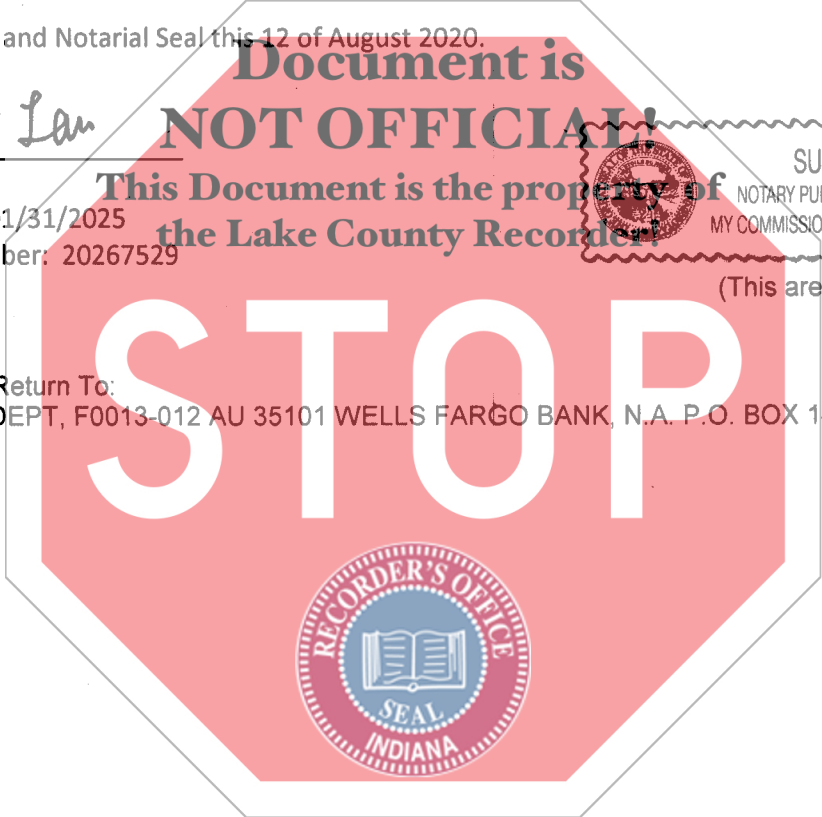 and Notarial Seal this 12 of August 2020.
Document is
NOT OFFICIAL!
Lau
This Document is the property of
the Lake County Recorder!
SU
NOTARY PU
MY COMMISSIO
1/31/2025
ber: 20267529
(This are
STOP
Return To:
DEPT, F0013-012 AU 35101 WELLS FARGO BANK, N.A. P.O. BOX 1
RECORDER'S OFFICE
SEAL
INDIANA